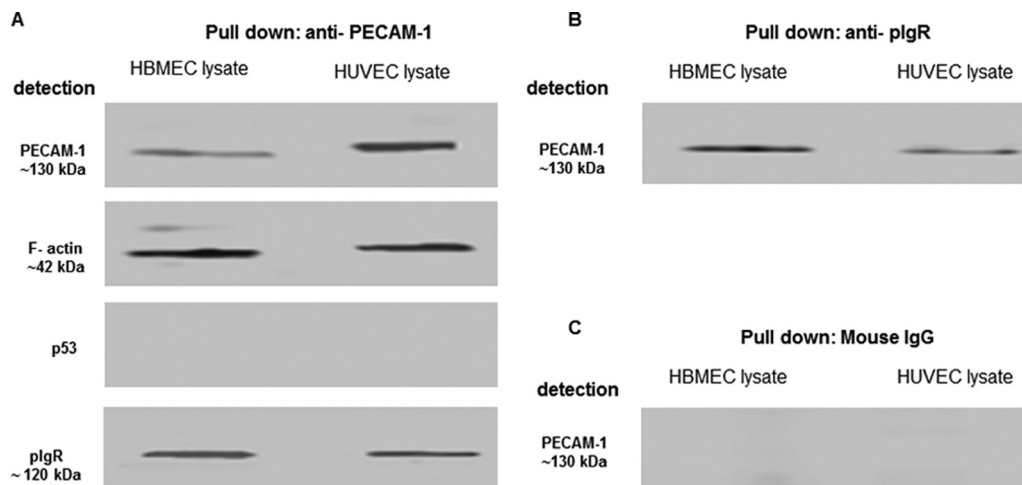 A
Pull down: anti- PECAM-1
HBMEC lysate
HUVEC lysate
detection
PECAM-1
~130 kDa
F- actin
~42 kDa
p53
pIgR
~ 120 kDa
B
Pull down: anti- pIgR
HBMEC lysate
HUVEC lysate
detection
PECAM-1
~130 kDa
C
Pull down: Mouse IgG
HBMEC lysate
HUVEC lysate
detection
PECAM-1
~130 kDa